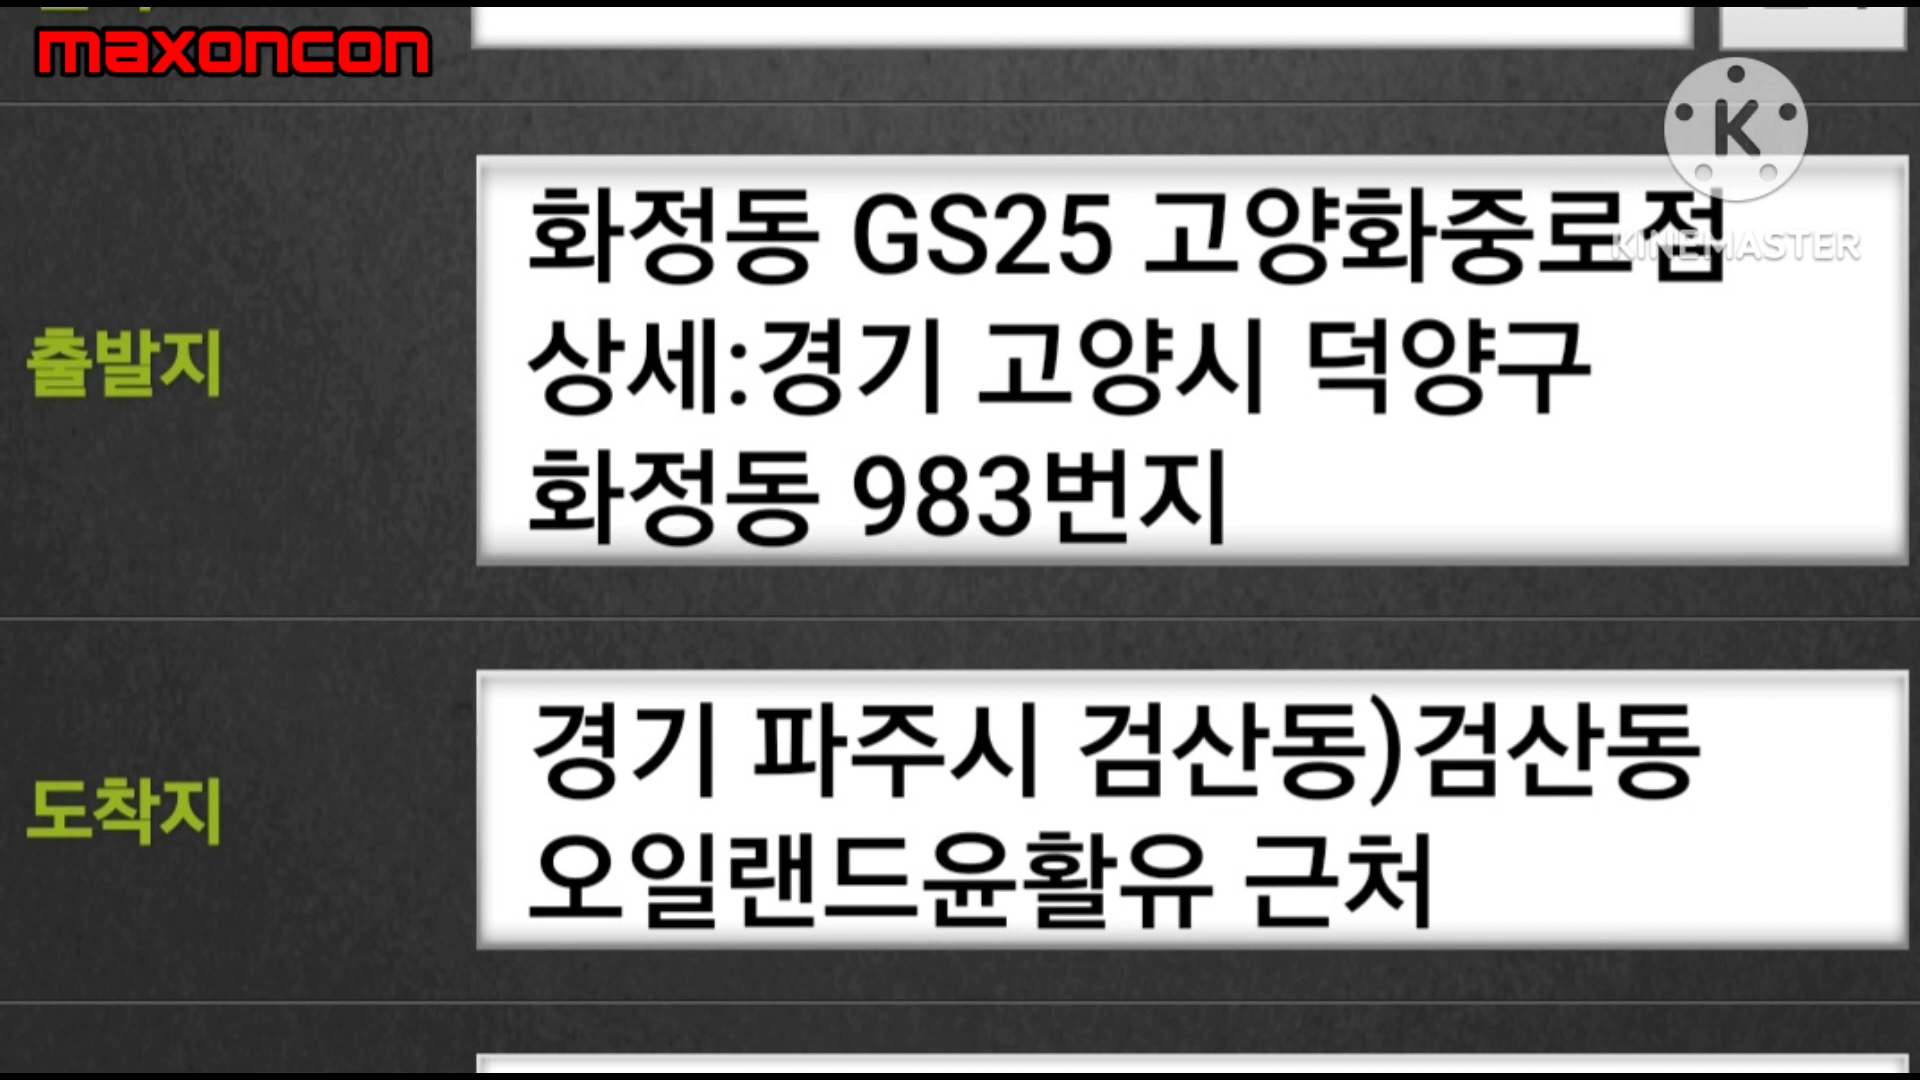 maxoncon
KINEMASTER
출발지
화정동 GS25 고양화중로점
상세:경기 고양시 덕양구
화정동 983번지
도착지
경기 파주시 검산동)검산동
오일랜드윤활유 근처